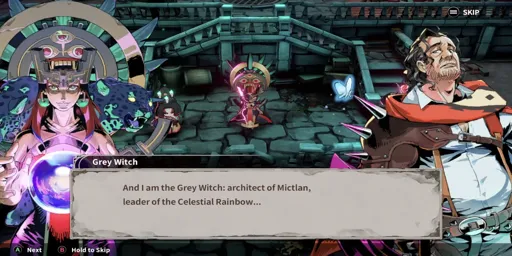 SKIP
Grey Witch
And I am the Grey Witch: architect of Mictlan,
leader of the Celestial Rainbow...
A Next B Hold to Skip